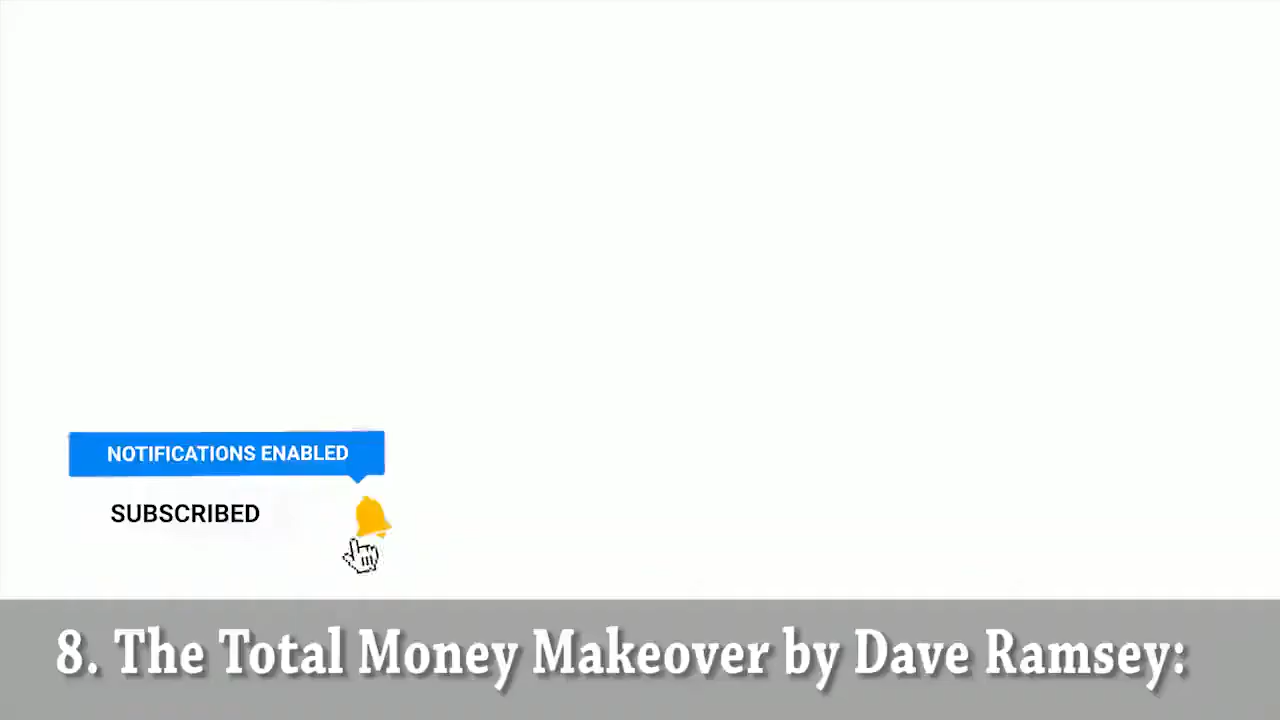 NOTIFICATIONS ENABLED
SUBSCRIBED
8. The Total Money Makeover by Dave Ramsey: